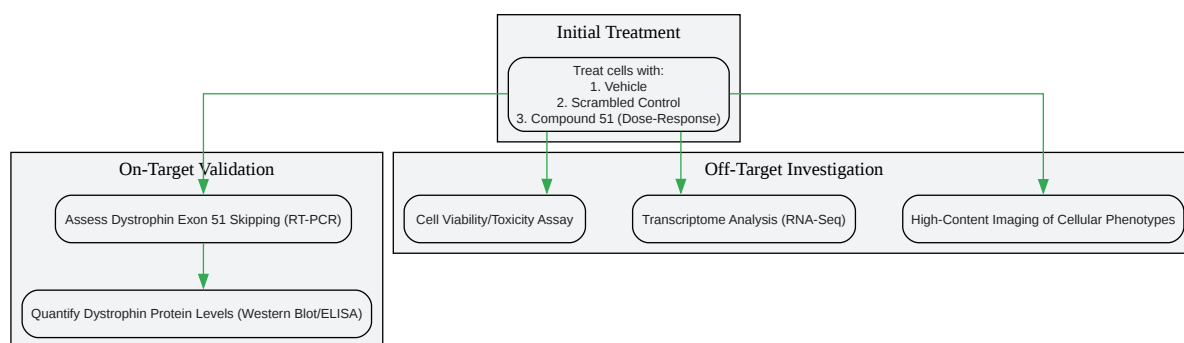 Initial Treatment
Treat cells with:
1. Vehicle
2. Scrambled Control
3. Compound 51 (Dose-Response)
On-Target Validation
Assess Dystrophin Exon 51 Skipping (RT-PCR)
Quantify Dystrophin Protein Levels (Western Blot/ELISA)
Off-Target Investigation
Cell Viability/Toxicity Assay
Transcriptome Analysis (RNA-Seq)
High-Content Imaging of Cellular Phenotypes